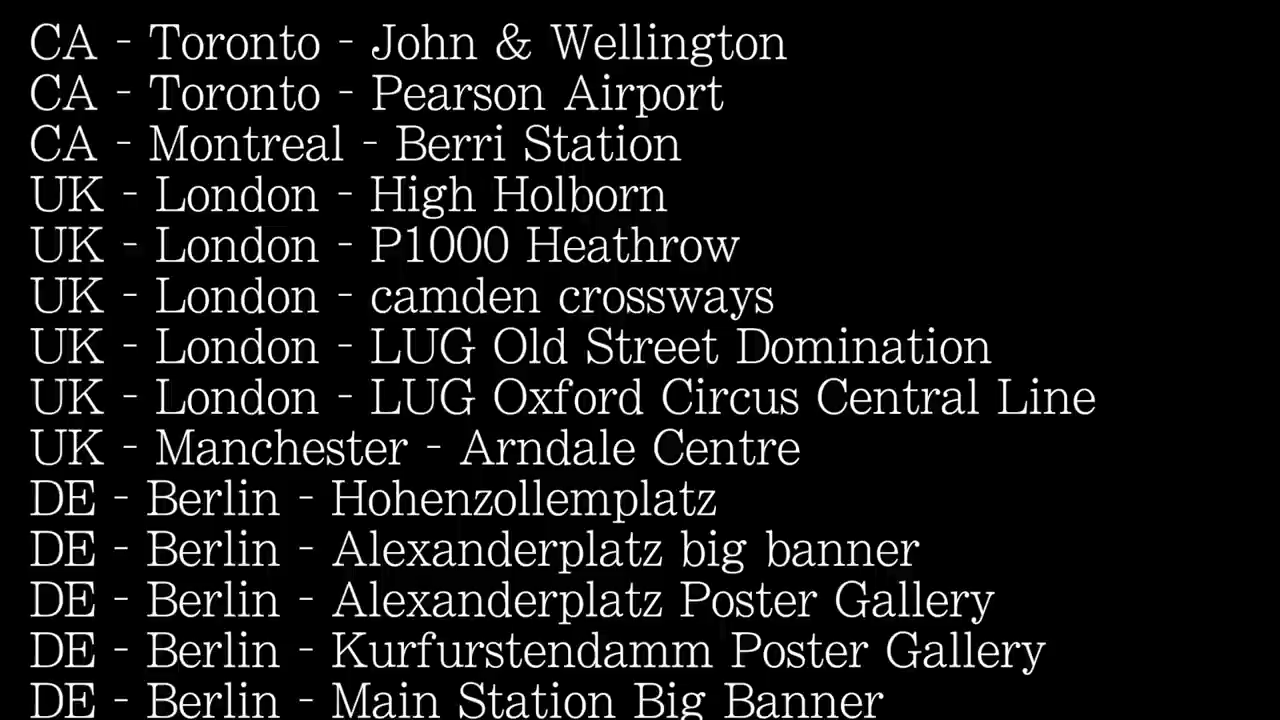 CA - Toronto - John & Wellington
CA - Toronto - Pearson Airport
CA - Montreal - Berri Station
UK - London - High Holborn
UK - London - P1000 Heathrow
UK - London - camden crossways
UK - London - LUG Old Street Domination
UK - London - LUG Oxford Circus Central Line
UK - Manchester - Arndale Centre
DE - Berlin - Hohenzollemplatz
DE - Berlin - Alexanderplatz big banner
DE - Berlin - Alexanderplatz Poster Gallery
DE - Berlin - Kurfurstendamm Poster Gallery
DE - Berlin - Main Station Big Banner